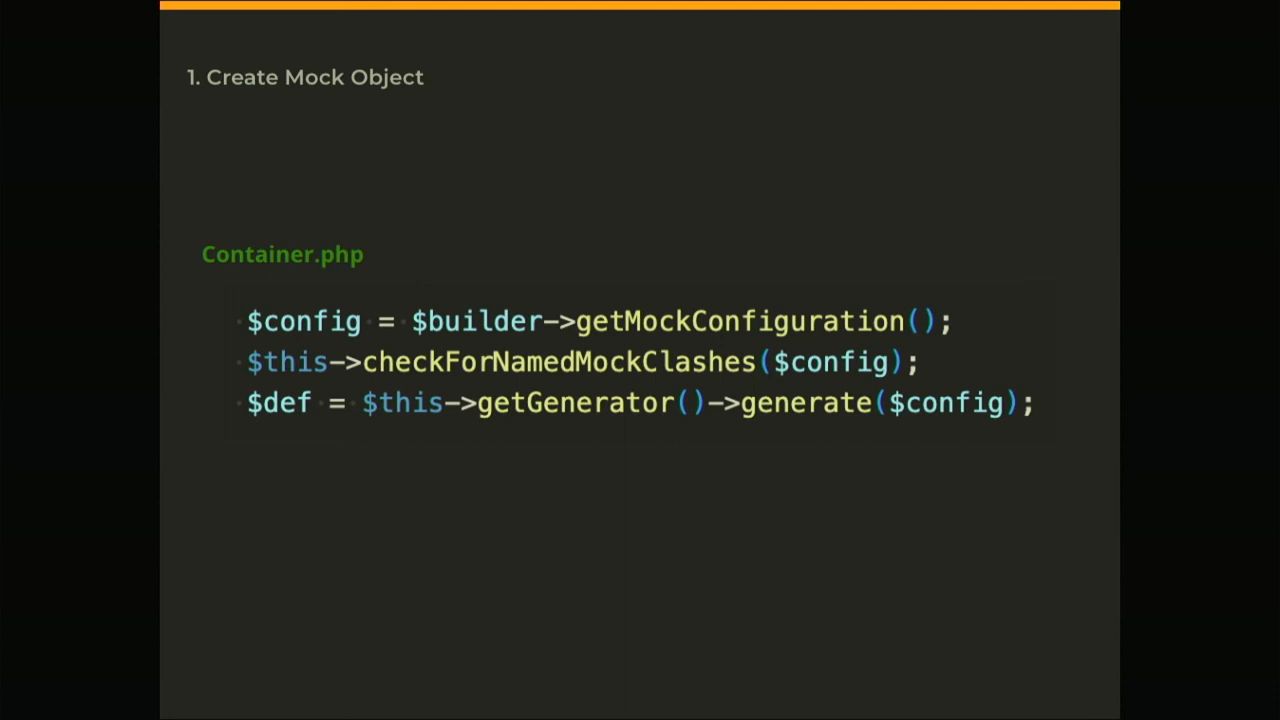 1. Create Mock Object
Container.php
$config = $builder->getMockConfiguration();
$this->checkForNamedMockClashes($config);
$def = $this->getGenerator()->generate($config);